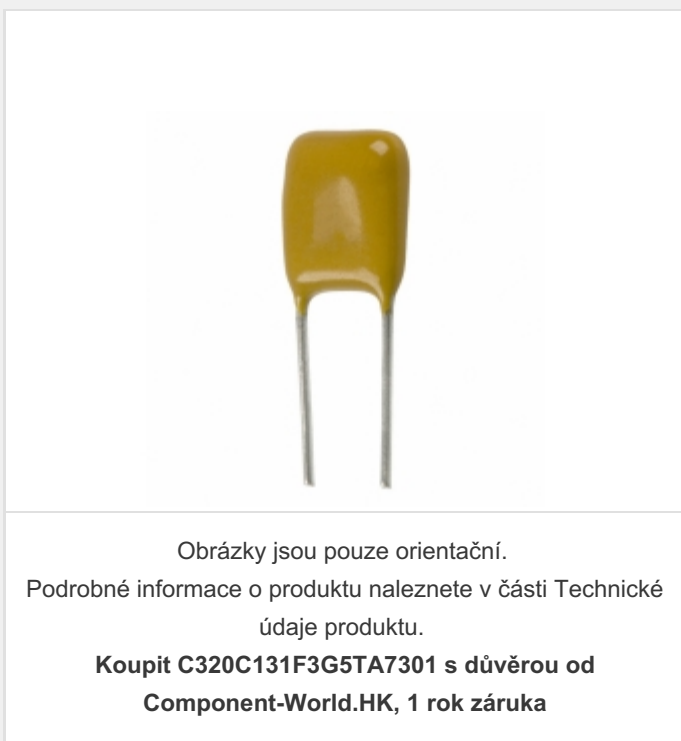 Obrázky jsou pouze orientační.
Podrobné informace o produktu naleznete v části Technické
údaje produktu.
Koupit C320C131F3G5TA7301 s důvěrou od
Component-World.HK, 1 rok záruka